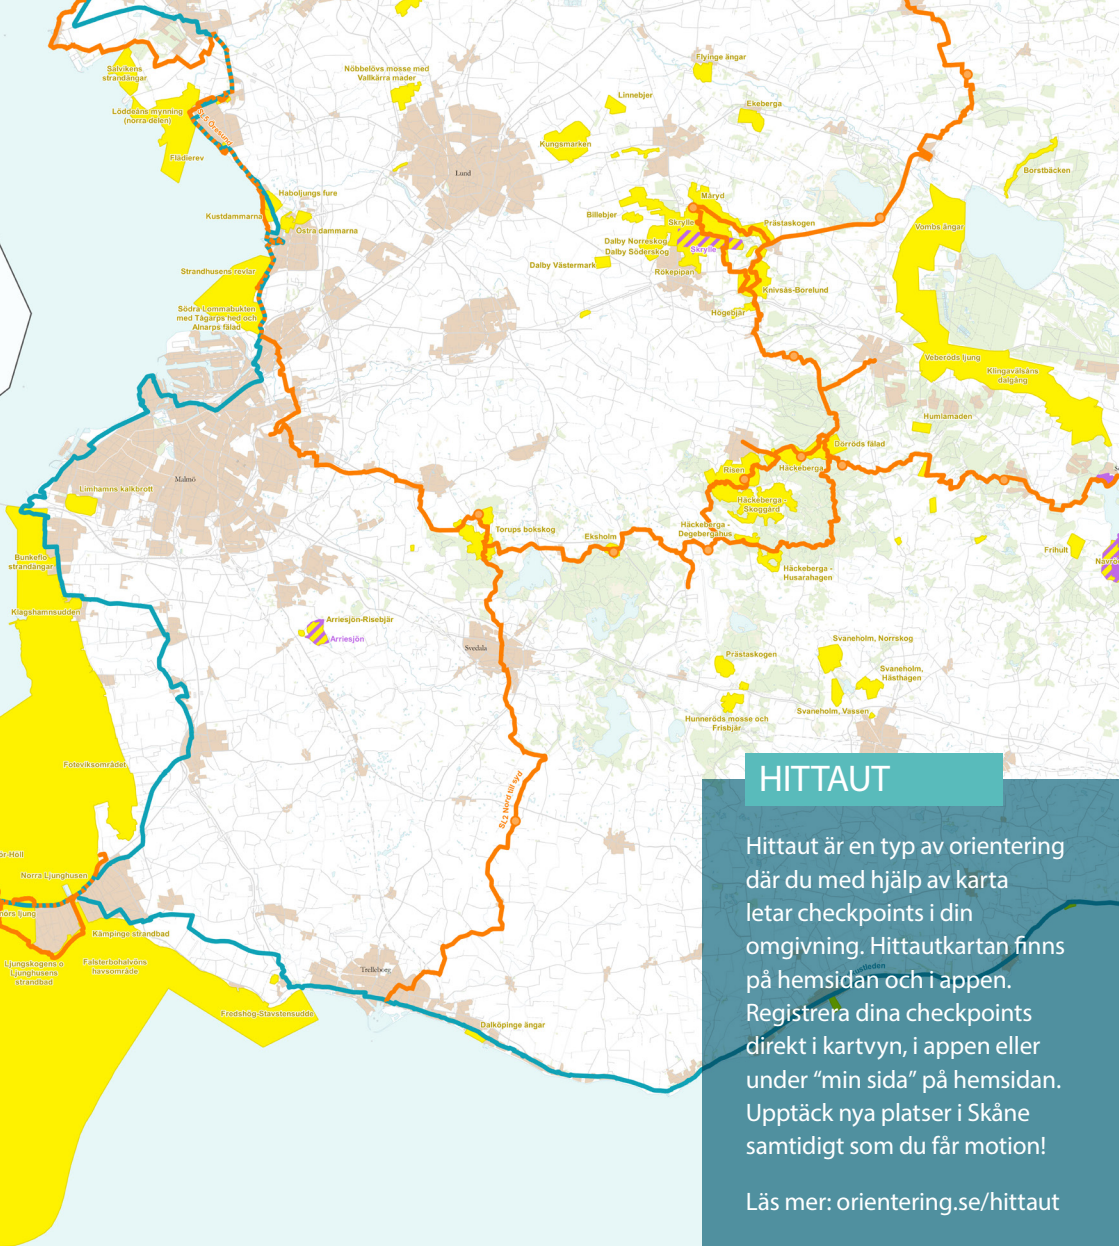 Salvikens
strandängar
Löddeåns mynning
(norra delen)
Flädierev
SL5 Öresund
Nöbbelövs mosse med
Vallkärra mader
Flyinge ängar
Linnebjer
Ekeberga
Kungsmarken
Borstbäcken
Lund
Haboljungs fure
Kustdammarna
Östra dammarna
Måryd
Billebjer
Skrylle
Prästaskogen
Vombs ängar
Dalby Norreskog
Dalby Söderskog
Skrylle
Dalby Västermark
Rökepipan
Strandhusens revlar
Knivsås-Borelund
Högebjär
Södra Lommabukten
med Tågarps hed och
Alnarps fälad
Veberöds ljung
Klingavälsåns
dalgång
Humlamaden
Dörröds fälad
Risen
Häckeberga
Malmö
Limhamns kalkbrott
Häckeberga -
Skoggård
Torups bokskog
Eksholm
Häckeberga -
Degebergahus
Frihult
Bunkeflo
strandängar
Häckeberga -
Husarahagen
Klagshamnsudden
Arriesjön-Risebjär
Arriesjön
Svedala
Svaneholm, Norrskog
Prästaskogen
Svaneholm,
Hästhagen
Svaneholm, Vassen
Hunneröds mosse och
Frisbjär
Foteviksområdet
SL2 Nord till syd
Norra Ljunghusen
Kämpinge strandbad
Ljungskogens o
Ljunghusens
strandbad
Falsterbohalvöns
havsområde
Trelleborg
Fredshög-Stavstensudde
Dalköpinge ängar
HITTAUT
Hittaut är en typ av orientering
där du med hjälp av karta
letar checkpoints i din
omgivning. Hittautkartan finns
på hemsidan och i appen.
Registrera dina checkpoints
direkt i kartvyn, i appen eller
under “min sida” på hemsidan.
Upptäck nya platser i Skåne
samtidigt som du får motion!
Läs mer: orientering.se/hittaut